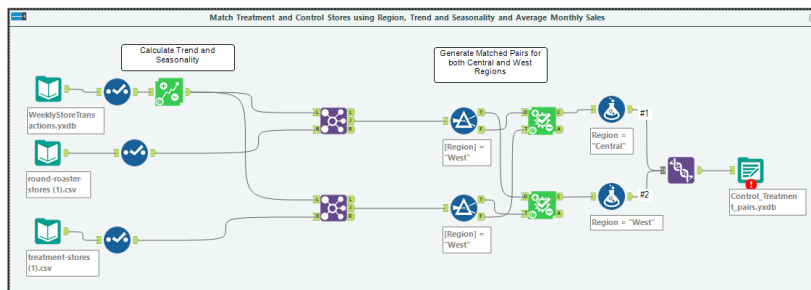 Match Treatment and Control Stores using Region, Trend and Seasonality and Average Monthly Sales
Calculate Trend and
Seasonality
Generate Matched Pairs for
both Central and West
Regions
WeeklyStoreTrans
actions.yxdb
L
R
L
J
R
[Region] =
"West"
T
F
D
T
C
A
Region =
"Central"
#1
round-roaster-
stores (1).csv
L
R
L
J
R
[Region] =
"West"
T
F
D
T
C
A
Region = "West"
#2
Control_Treatmen
t_pairs.yxdb
treatment-stores
(1).csv